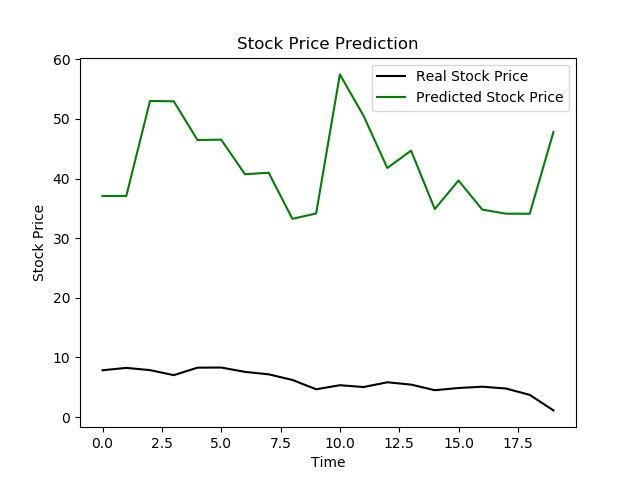 Stock Price Prediction
Real Stock Price
Predicted Stock Price
Stock Price
60
50
40
30
20
10
0
0.0 2.5 5.0 7.5 10.0 12.5 15.0 17.5
Time